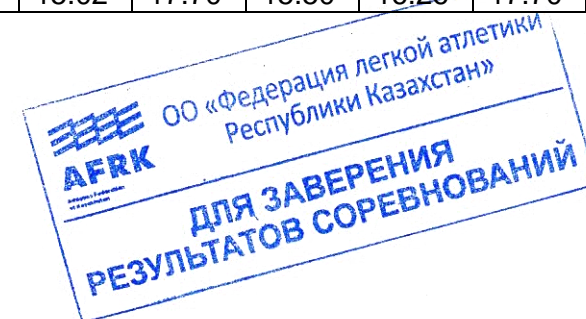 ОО «Федерация легкой атлетики
Республики Казахстан»
AFRK
ДЛЯ ЗАВЕРЕНИЯ
РЕЗУЛЬТАТОВ СОРЕВНОВАНИЙ